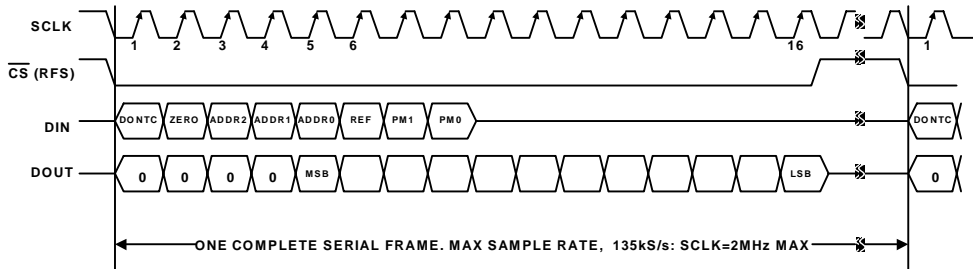 SCLK
1 2 3 4 5 6 16 1
CS (RFS)
DIN DONTC ZERO ADDR2 ADDR1 ADDR0 REF PM1 PM0 DONTC
DOUT 0 0 0 0 MSB LSB 0
ONE COMPLETE SERIAL FRAME. MAX SAMPLE RATE, 135kS/s: SCLK=2MHz MAX